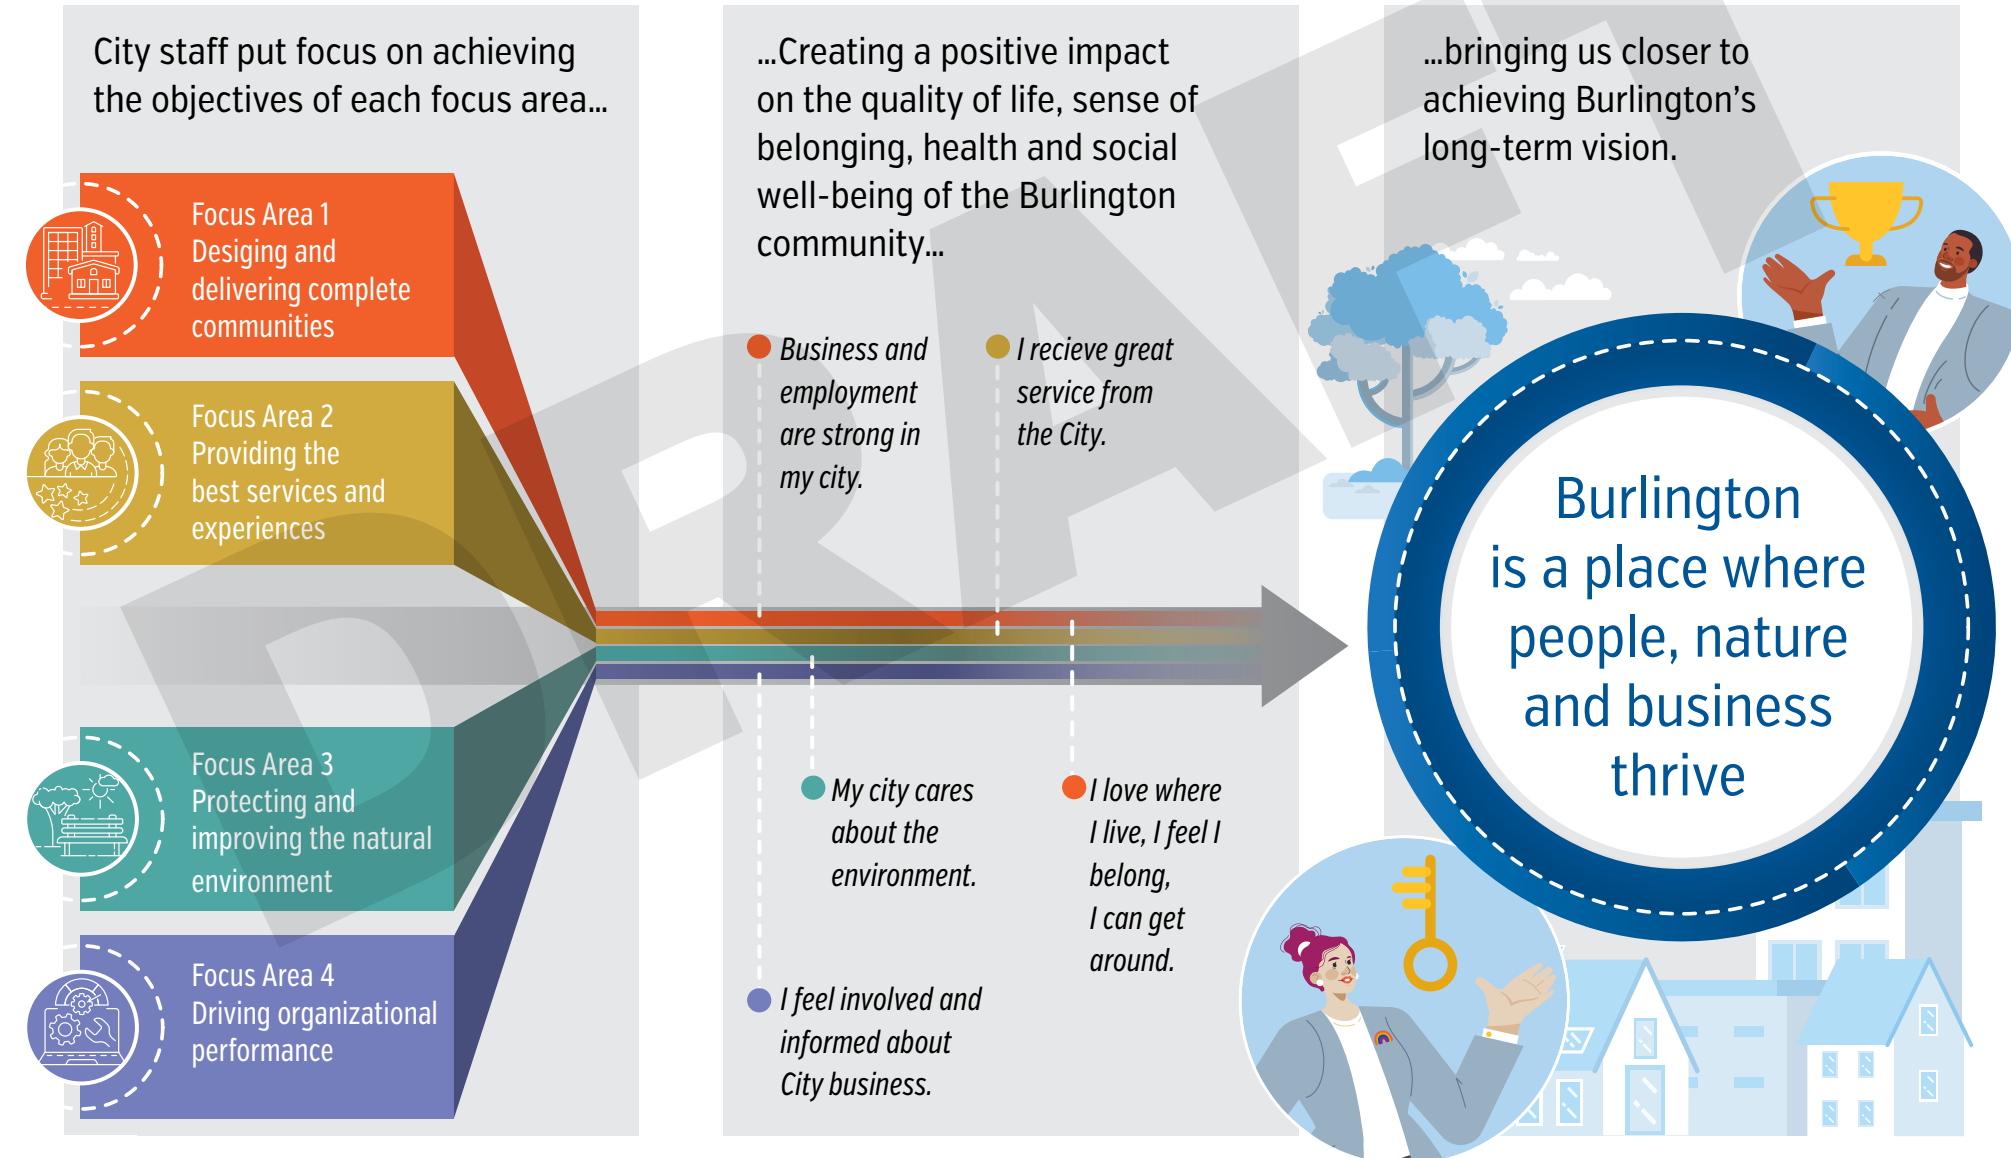 City staff put focus on achieving
the objectives of each focus area...
Focus Area 1
Desiging and
delivering complete
communities
Focus Area 2
Providing the
best services and
experiences
Focus Area 3
Protecting and
improving the natural
environment
Focus Area 4
Driving organizational
performance
...Creating a positive impact
on the quality of life, sense of
belonging, health and social
well-being of the Burlington
community...
Business and
employment
are strong in
my city.
I recieve great
service from
the City.
My city cares
about the
environment.
I love where
I live, I feel I
belong,
I can get
around.
I feel involved and
informed about
City business.
...bringing us closer to
achieving Burlington's
long-term vision.
Burlington
is a place where
people, nature
and business
thrive
DRAFT